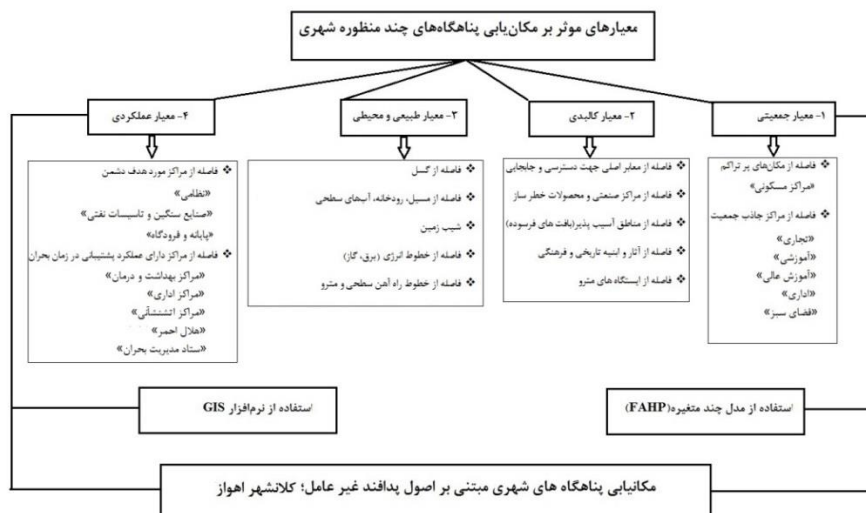 معیارهای موثر بر مکان‌یابی پناهگاه‌های چند منظوره شهری
۱- معیار جمعیتی
فاصله از مکان‌های پر تراکم
«مراکز مسکونی»
فاصله از مراکز جاذب جمعیت
«تجاری»
«آموزشی»
«آموزش عالی»
«اداری»
«فضای سبز»
۲- معیار کالبدی
فاصله از معابر اصلی جهت دسترسی و جابجایی
فاصله از مراکز صنعتی و محصولات خطر ساز
فاصله از مناطق آسیب پذیر(بافت های فرسوده)
فاصله از آثار و ابنیه تاریخی و فرهنگی
فاصله از ایستگاه های مترو
۳- معیار طبیعی و محیطی
فاصله از گسل
فاصله از مسیل، رودخانه، آب‌های سطحی
شیب زمین
فاصله از خطوط انرژی (برق، گاز)
فاصله از خطوط راه آهن سطحی و مترو
۴- معیار عملکردی
فاصله از مراکز مورد هدف دشمن
«نظامی»
«صنایع سنگین و تاسیسات نفتی
«پایانه و فرودگاه
فاصله از مراکز دارای عملکرد پشتیبانی در زمان بحران
«مراکز بهداشت و درمان
«مراکز اداری
«مراکز آتشنشانی
«هلال احمر
«ستاد مدیریت بحران
استفاده از مدل چند متغیره(FAHP)
استفاده از نرم‌افزار GIS
مکانیابی پناهگاه های شهری مبتنی بر اصول پدافند غیر عامل؛ کلانشهر اهواز